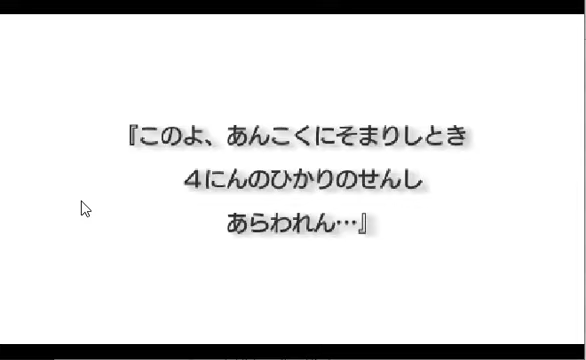 『このよ、あんこくにそまりしとき
４にんのひかりのせんし
あらわれん…』